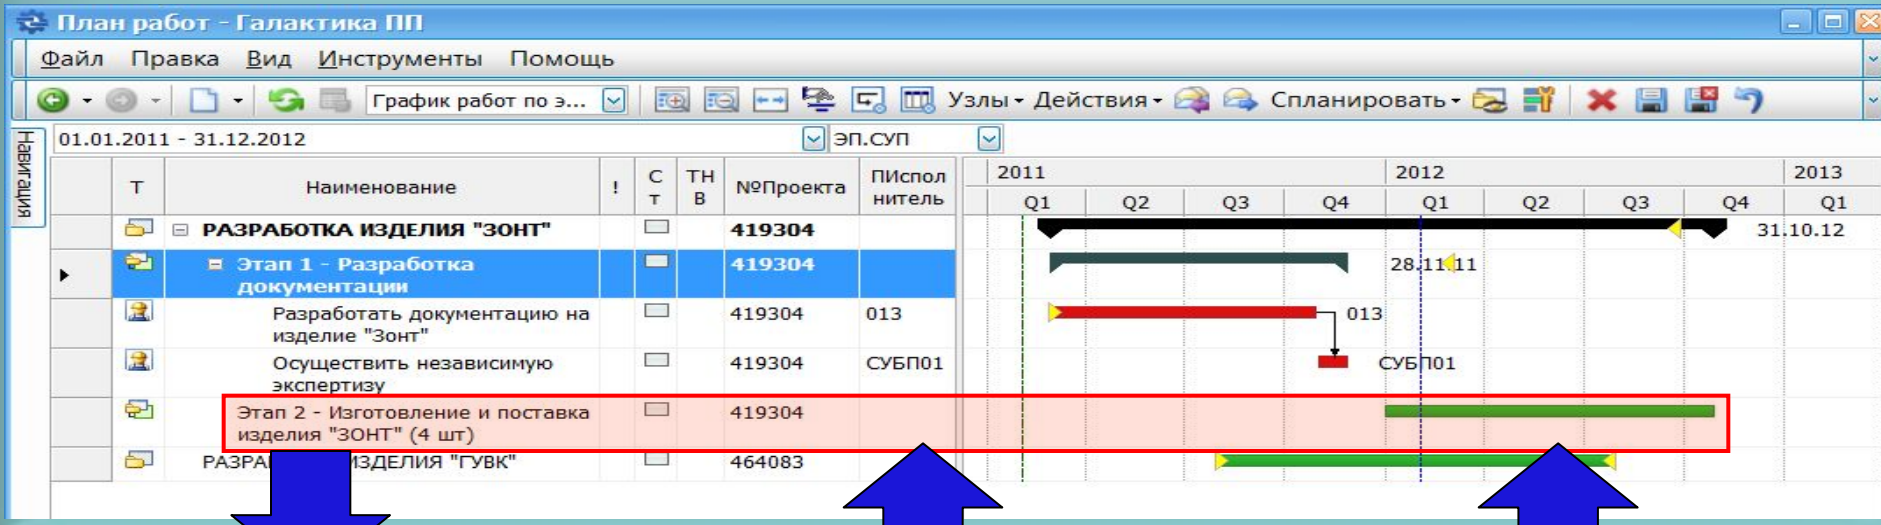 План работ - Галактика ПП
Файл Правка Вид Инструменты Помощь
График работ по э... Узлы Действия Спланировать
Навигация
01.01.2011 - 31.12.2012 ЭП.СУП
Т Наименование ! С т ТН В №Проекта ПИспол нитель 2011 2012 2013
Q1 Q2 Q3 Q4 Q1 Q2 Q3 Q4 Q1
РАЗРАБОТКА ИЗДЕЛИЯ "ЗОНТ" 419304 31.10.12
Этап 1 - Разработка 419304 28.11.11
документации
Разработать документацию на 419304 013 013
изделие "Зонт"
Осуществить независимую 419304 СУБП01 СУБП01
экспертизу
Этап 2 - Изготовление и поставка 419304
изделия "ЗОНТ" (4 шт)
"ГУВК" 464083